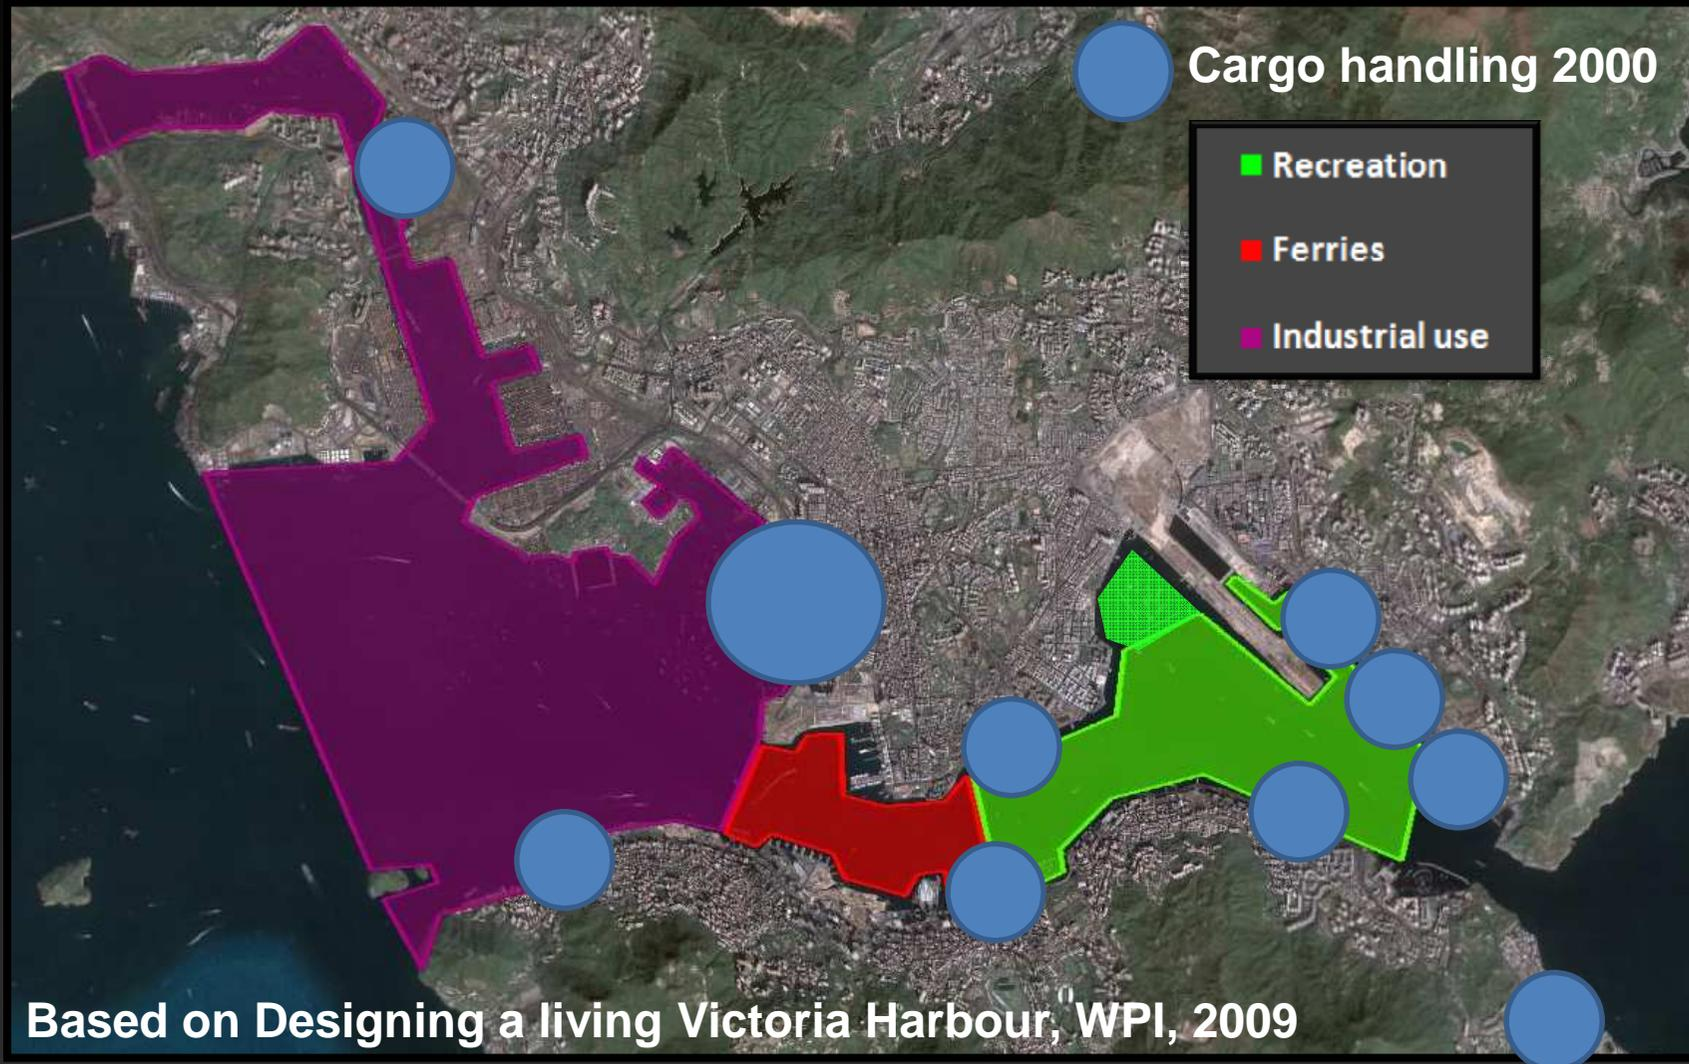 Cargo handling 2000
Recreation
Ferries
Industrial use
Based on Designing a living Victoria Harbour, WPI, 2009